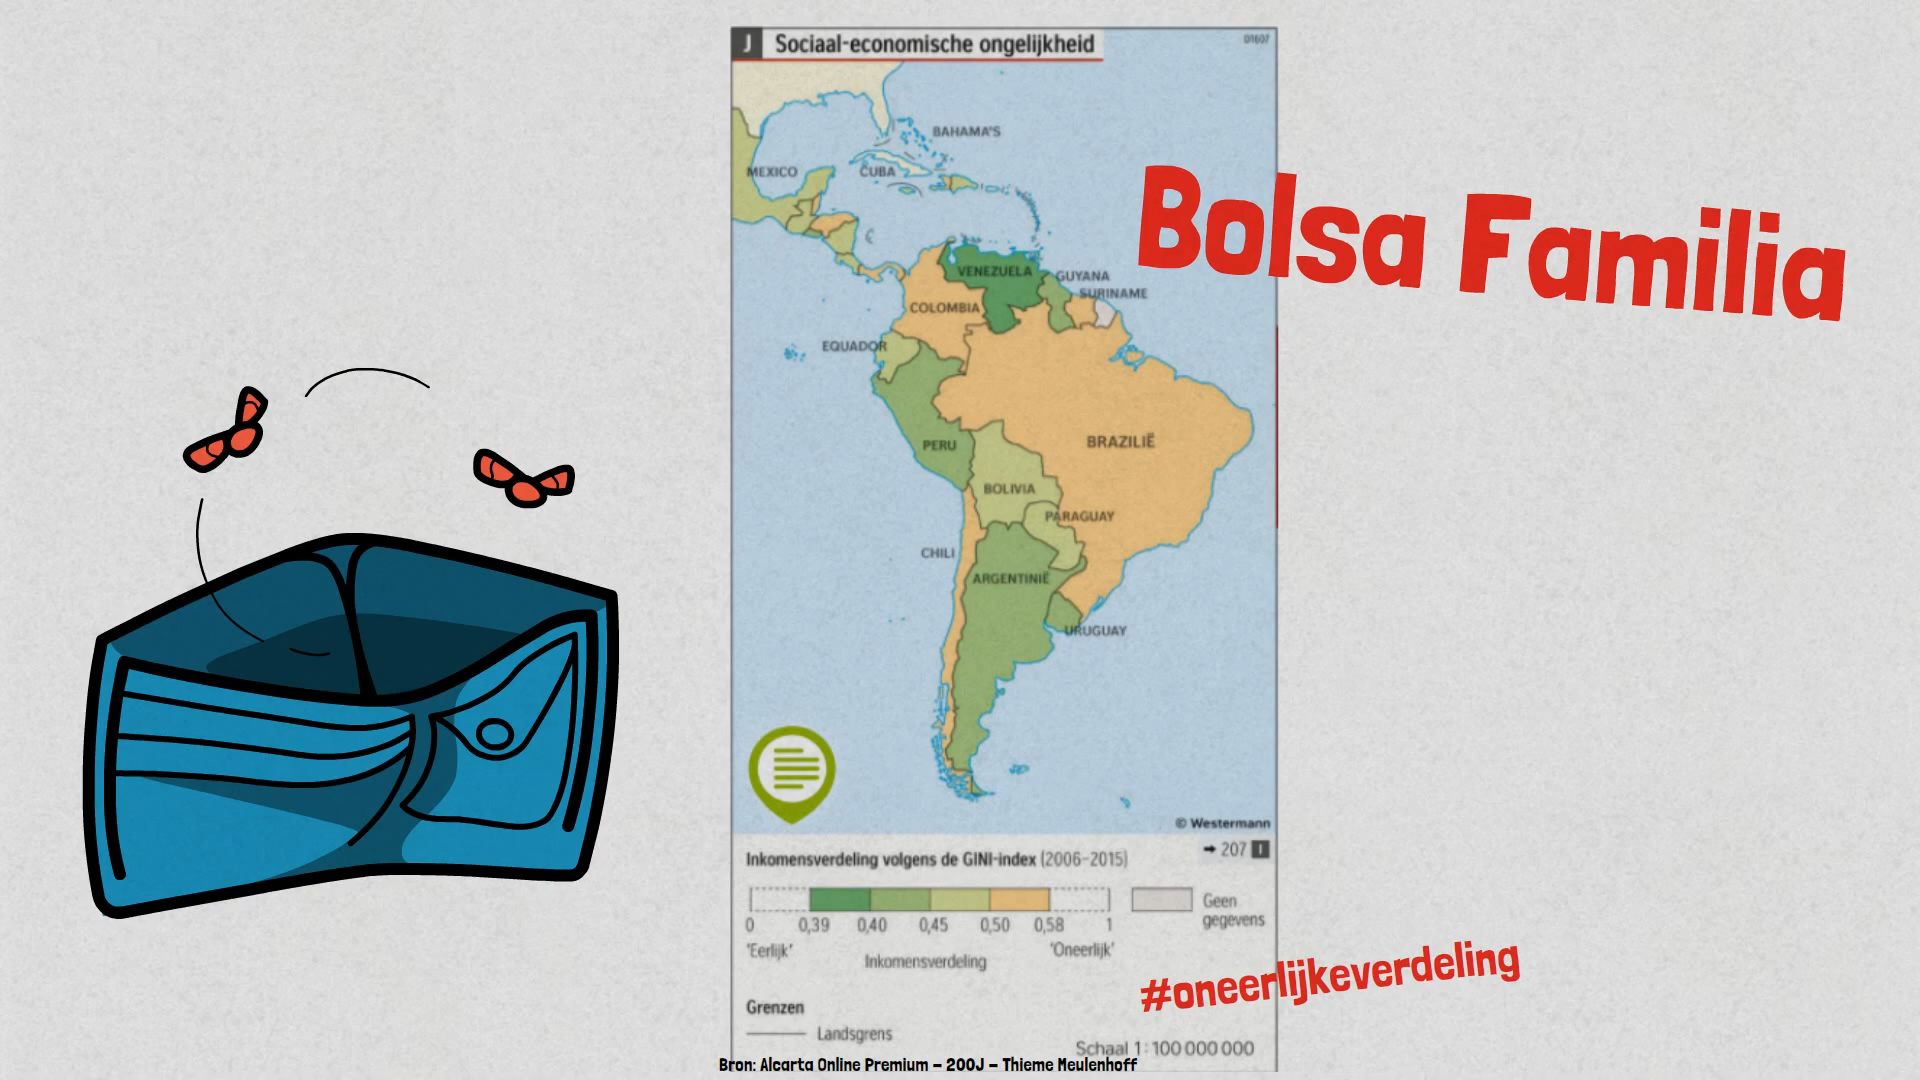 J Sociaal-economische ongelijkheid
01607
BAHAMA'S
MEXICO
CUBA
Bolsa Familia
VENEZUELA
GUYANA
SURINAME
COLOMBIA
EQUADOR
BRAZILIË
PERU
BOLIVIA
PARAGUAY
CHILI
ARGENTINIË
URUGUAY
© Westermann
➞ 207 I
Inkomensverdeling volgens de GINI-index (2006–2015)
0 0,39 0,40 0,45 0,50 0,58 1
Geen
gegevens
'Eerlijk' 'Oneerlijk'
Inkomensverdeling
#oneerlijkeverdeling
Grenzen
Landsgrens
Schaal 1:100 000 000
Bron: Alcarta Online Premium – 200J – Thieme Meulenhoff